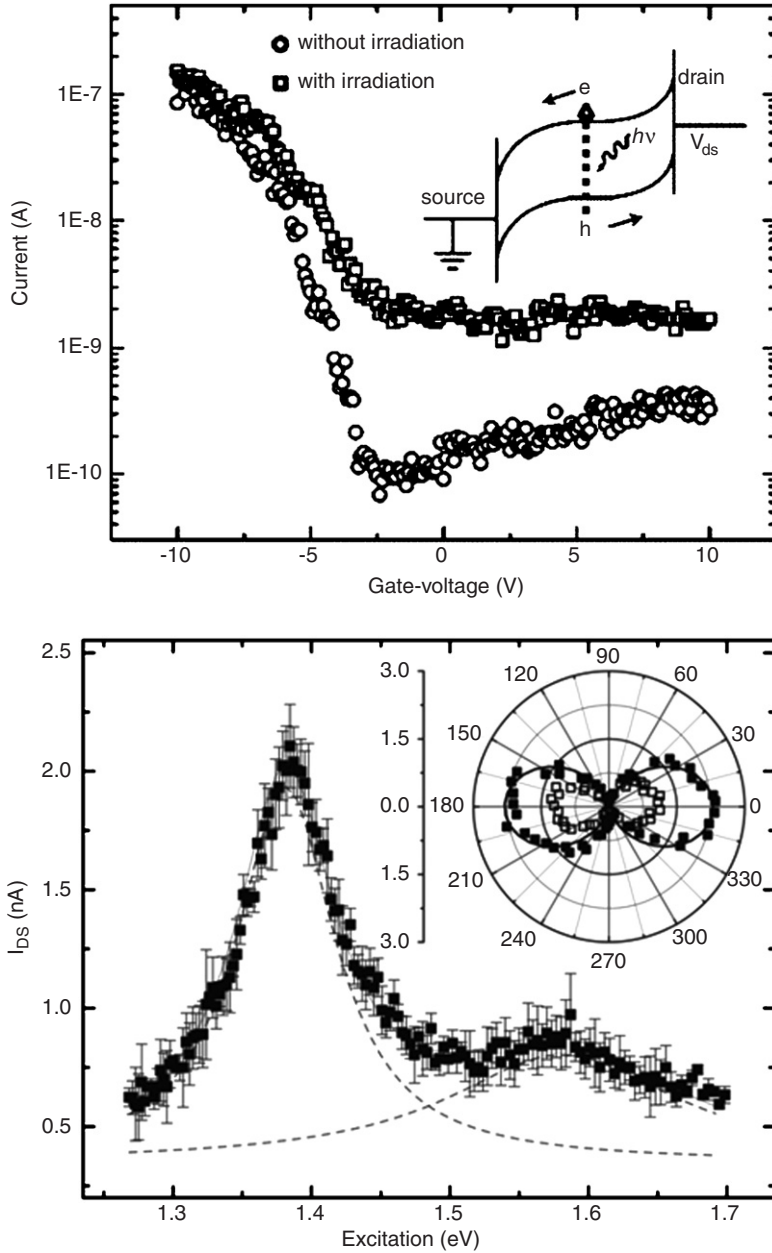 without irradiation
with irradiation
1E-7
1E-8
1E-9
1E-10
Current (A)
e
drain
hν
V_ds
source
h
-10
-5
0
5
10
Gate-voltage (V)
2.5
2.0
1.5
1.0
0.5
I_DS (nA)
3.0
1.5
0.0
1.5
3.0
90
120
60
150
30
180
0
210
330
240
300
270
1.3
1.4
1.5
1.6
1.7
Excitation (eV)